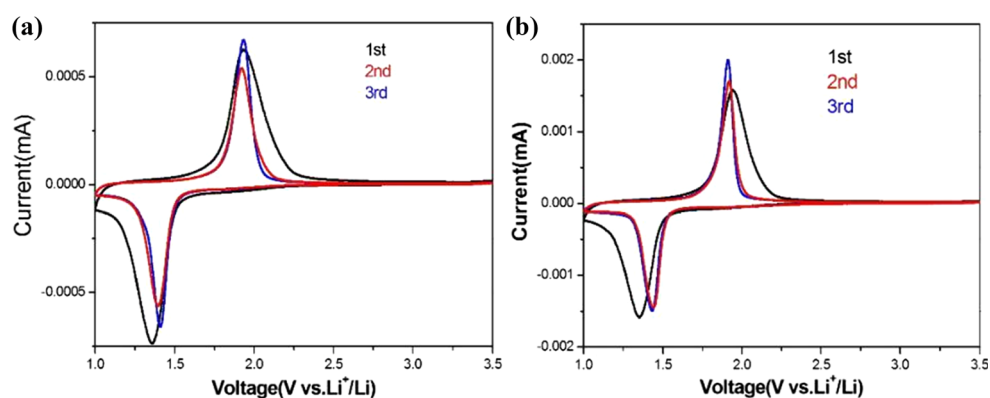 (a)
1st
2nd
3rd
0.0005
0.0000
-0.0005
Current(mA)
1.0 1.5 2.0 2.5 3.0 3.5
Voltage(V vs.Li⁺/Li)
(b)
1st
2nd
3rd
0.002
0.001
0.000
-0.001
-0.002
Current(mA)
1.0 1.5 2.0 2.5 3.0 3.5
Voltage(V vs.Li⁺/Li)